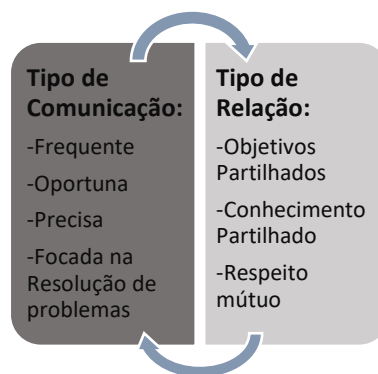 Tipo de
Comunicação:
-Frequente
-Oportuna
-Precisa
-Focada na
Resolução de
problemas
Tipo de
Relação:
-Objetivos
Partilhados
-Conhecimento
Partilhado
-Respeito
mútuo